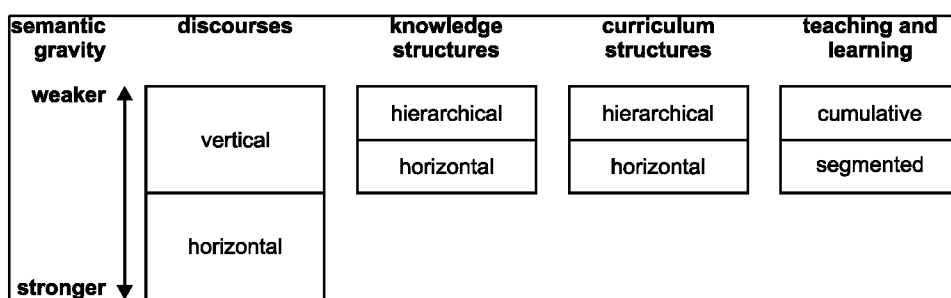 semantic gravity
discourses
knowledge structures
curriculum structures
teaching and learning
weaker
vertical
hierarchical
hierarchical
cumulative
horizontal
horizontal
segmented
horizontal
stronger